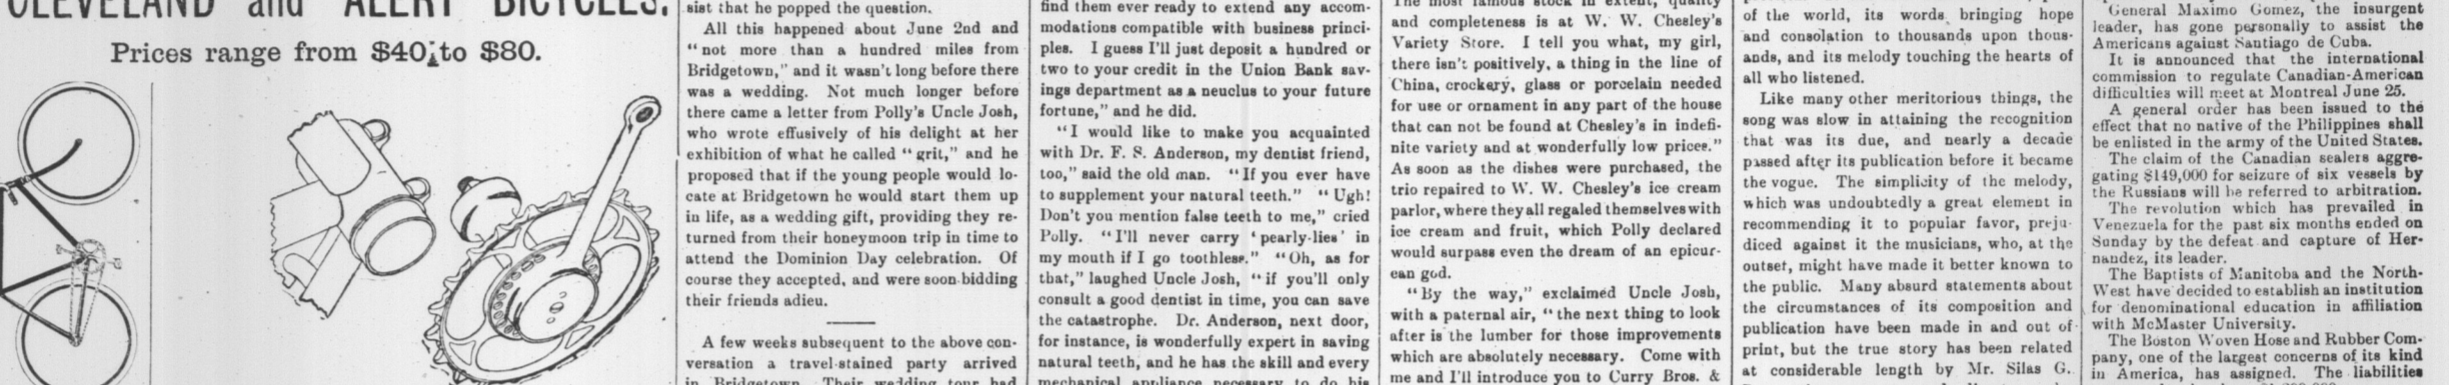 CLEVELAND and ALERT BICYCLES.
Prices range from $40 to $80.
sist that he popped the question.
All this happened about June 2nd and
"not more than a hundred miles from
Bridgetown," and it wasn't long before there
was a wedding. Not much longer before
there came a letter from Polly's Uncle Josh,
who wrote effusively of his delight at her
exhibition of what he called "grit," and he
proposed that if the young people would lo-
cate at Bridgetown he would start them up
in life, as a wedding gift, providing they re-
turned from their honeymoon trip in time to
attend the Dominion Day celebration. Of
course they accepted, and were soon bidding
their friends adieu.
A few weeks subsequent to the above con-
versation a travel-stained party arrived
in Bridgetown. Their wedding tour had
find them ever ready to extend any accom-
modations compatible with business princi-
ples. I guess I'll just deposit a hundred or
two to your credit in the Union Bank sav-
ings department as a neuclus to your future
fortune," and he did.
"I would like to make you acquainted
with Dr. F. S. Anderson, my dentist friend,
too," said the old man. "If you ever have
to supplement your natural teeth." "Ugh!
Don't you mention false teeth to me," cried
Polly. "I'll never carry 'pearly-lies' in
my mouth if I go toothless." "Oh, as for
that," laughed Uncle Josh, "if you'll only
consult a good dentist in time, you can save
the catastrophe. Dr. Anderson, next door,
for instance, is wonderfully expert in saving
natural teeth, and he has the skill and every
mechanical appliance necessary to do his
The most famous stock in extent, quality
and completeness is at W. W. Chesley's
Variety Store. I tell you what, my girl,
there isn't positively, a thing in the line of
China, crockery, glass or porcelain needed
for use or ornament in any part of the house
that can not be found at Chesley's in indefi-
nite variety and at wonderfully low prices."
As soon as the dishes were purchased, the
trio repaired to W. W. Chesley's ice cream
parlor, where they all regaled themselves with
ice cream and fruit, which Polly declared
would surpass even the dream of an epicur-
ean god.
"By the way," exclaimed Uncle Josh,
with a paternal air, "the next thing to look
after is the lumber for those improvements
which are absolutely necessary. Come with
me and I'll introduce you to Curry Bros. &
of the world, its words bringing hope
and consolation to thousands upon thous-
ands, and its melody touching the hearts of
all who listened.
Like many other meritorious things, the
song was slow in attaining the recognition
that was its due, and nearly a decade
passed after its publication before it became
the vogue. The simplicity of the melody,
which was undoubtedly a great element in
recommending it to popular favor, preju-
diced against it the musicians, who, at the
outset, might have made it better known to
the public. Many absurd statements about
the circumstances of its composition and
publication have been made in and out of
print, but the true story has been related
at considerable length by Mr. Silas G.
General Maximo Gomez, the insurgent
leader, has gone personally to assist the
Americans against Santiago de Cuba.
It is announced that the international
commission to regulate Canadian-American
difficulties will meet at Montreal June 25.
A general order has been issued to the
effect that no native of the Philippines shall
be enlisted in the army of the United States.
The claim of the Canadian sealers aggre-
gating $149,000 for seizure of six vessels by
the Russians will be referred to arbitration.
The revolution which has prevailed in
Venezuela for the past six months ended on
Sunday by the defeat and capture of Her-
nandez, its leader.
The Baptists of Manitoba and the North-
West have decided to establish an institution
for denominational education in affiliation
with McMaster University.
The Boston Woven Hose and Rubber Com-
pany, one of the largest concerns of its kind
in America, has assigned. The liabilities